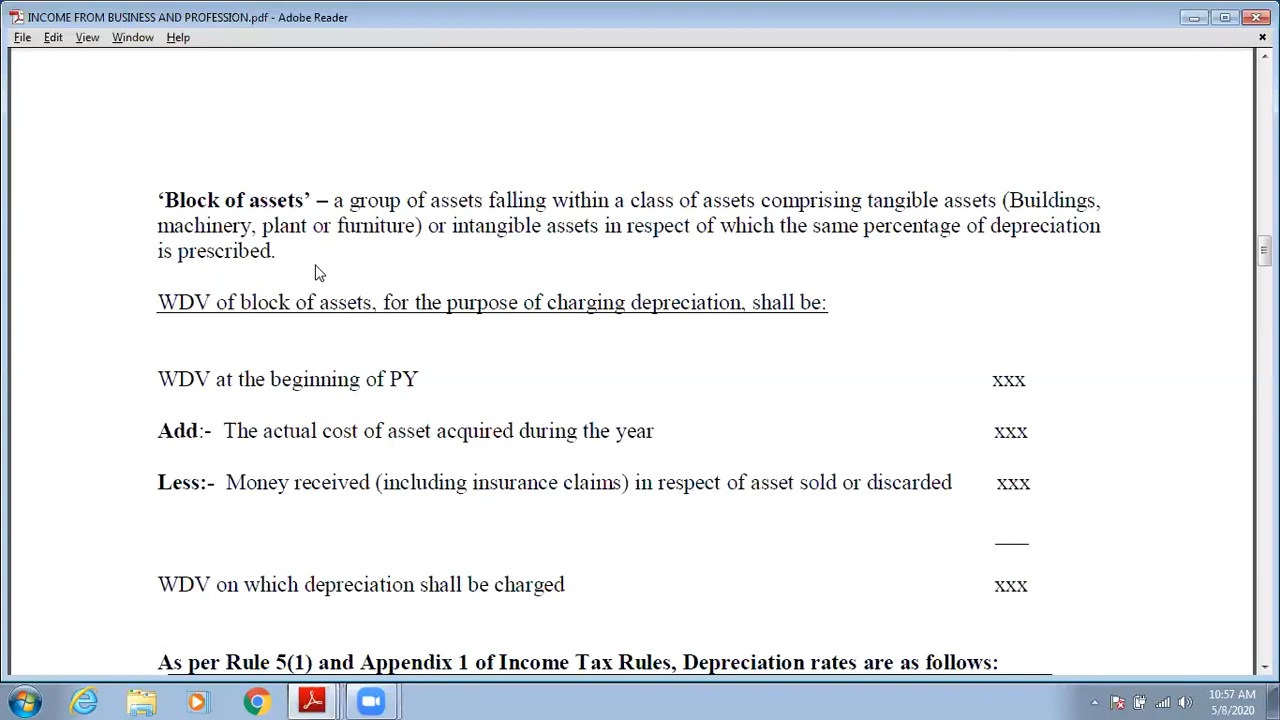 INCOME FROM BUSINESS AND PROFESSION.pdf - Adobe Reader
File Edit View Window Help
‘Block of assets’ – a group of assets falling within a class of assets comprising tangible assets (Buildings,
machinery, plant or furniture) or intangible assets in respect of which the same percentage of depreciation
is prescribed.
WDV of block of assets, for the purpose of charging depreciation, shall be:
WDV at the beginning of PY xxx
Add:- The actual cost of asset acquired during the year xxx
Less:- Money received (including insurance claims) in respect of asset sold or discarded xxx
WDV on which depreciation shall be charged xxx
As per Rule 5(1) and Appendix 1 of Income Tax Rules, Depreciation rates are as follows:
10:57 AM
5/8/2020